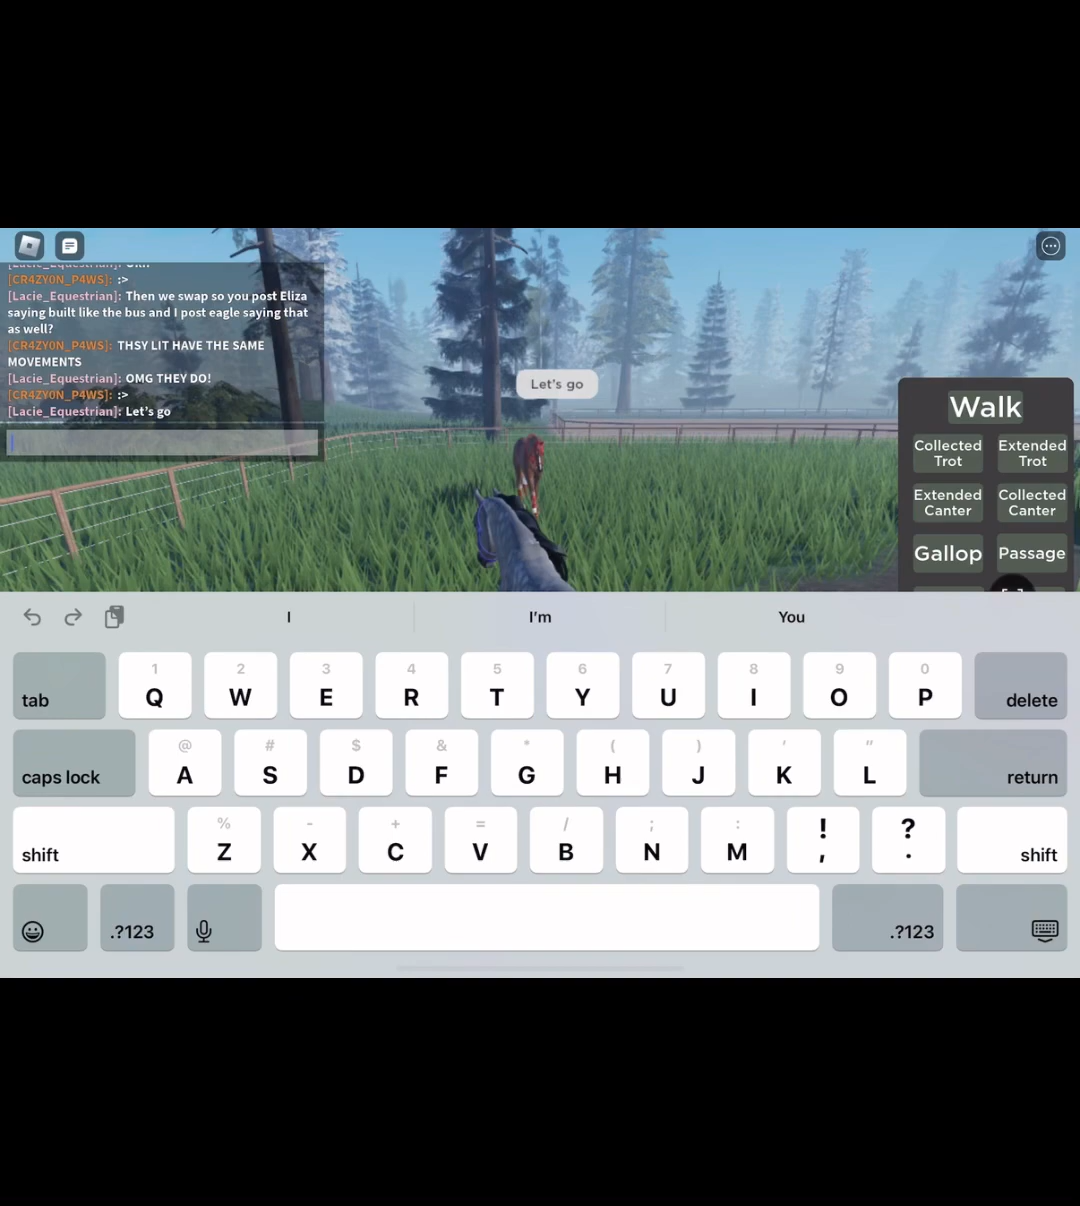 [CR4ZY0N_P4WS]: :>
[Lacie_Equestrian]: Then we swap so you post Eliza
saying built like the bus and I post eagle saying that
as well?
[CR4ZY0N_P4WS]: THSY LIT HAVE THE SAME
MOVEMENTS
[Lacie_Equestrian]: OMG THEY DO!
[CR4ZY0N_P4WS]: :>
[Lacie_Equestrian]: Let's go
Let's go
Walk
Collected
Trot
Extended
Trot
Extended
Canter
Collected
Canter
Gallop
Passage
I
I'm
You
tab
1 2 3 4 5 6 7 8 9 0
Q W E R T Y U I O P
delete
caps lock
@ # $ & * ( ) ' "
A S D F G H J K L
return
shift
% - + = / ; : ! ?
Z X C V B N M , .
shift
.?123
.?123